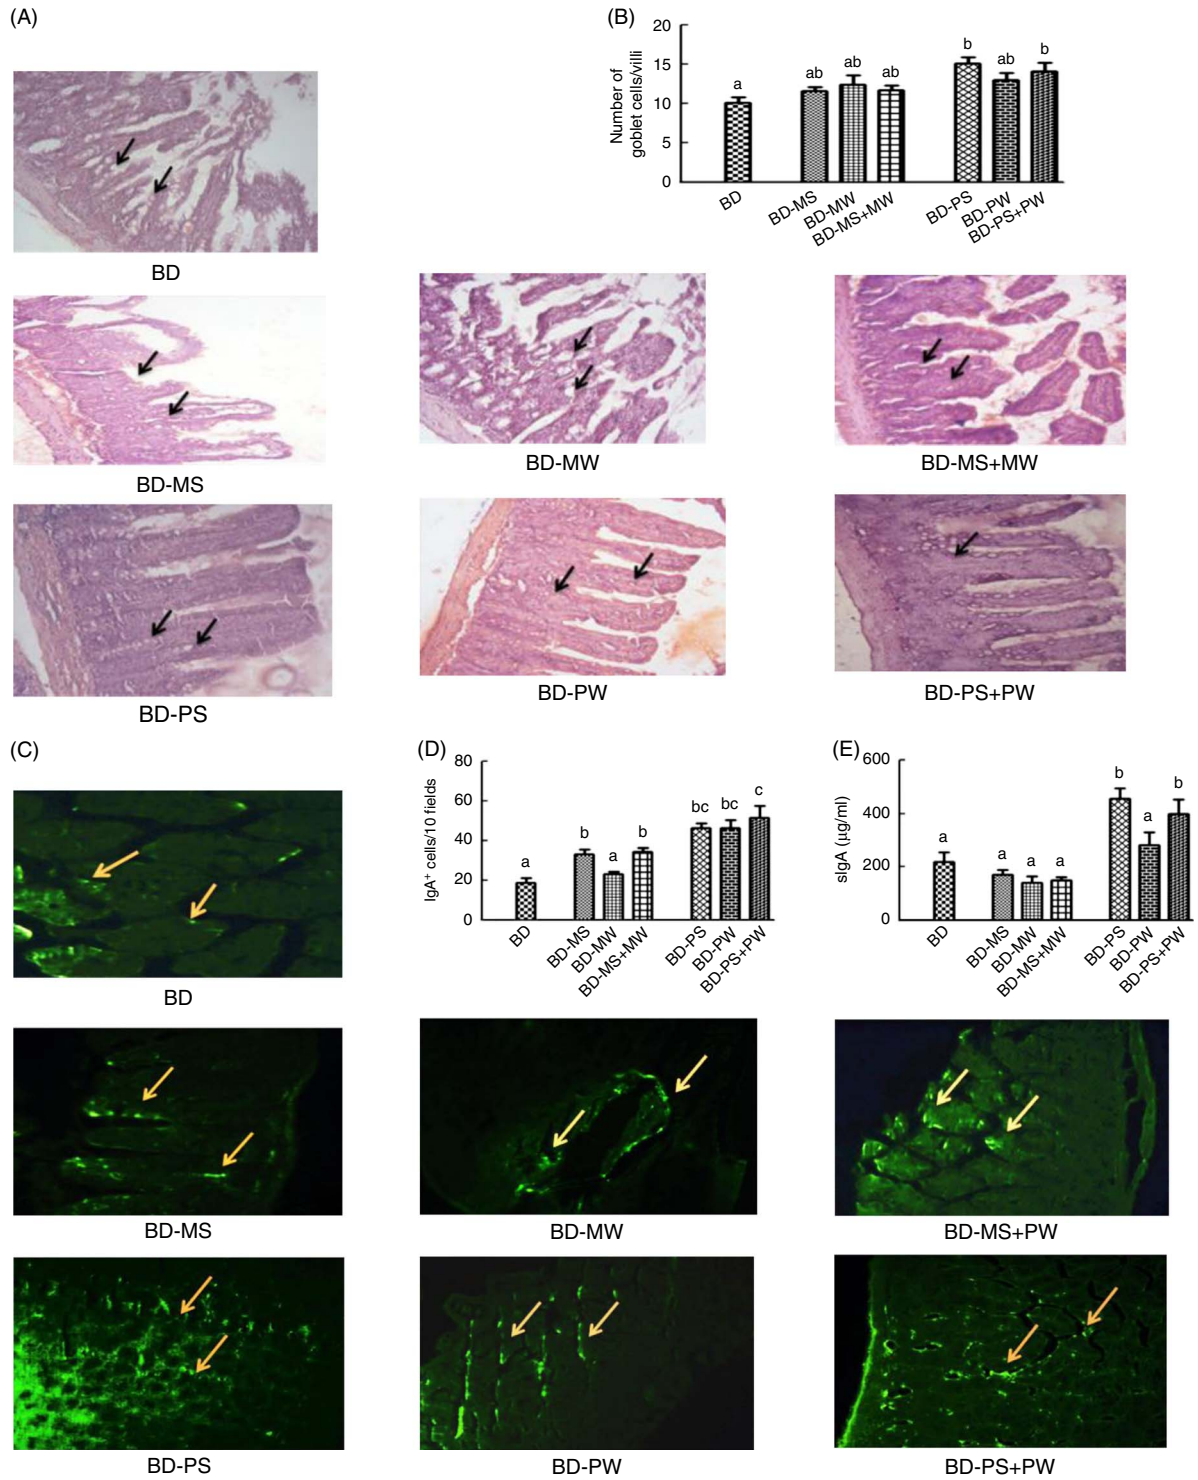 (A)
BD
BD-MS
BD-MW
BD-MS+MW
BD-PS
BD-PW
BD-PS+PW
(B)
Number of
goblet cells/villi
20
15
10
5
0
a
ab
ab
ab
b
ab
b
BD
BD-MS
BD-MW
BD-MS+MW
BD-PS
BD-PW
BD-PS+PW
(C)
BD
(D)
IgA+ cells/10 fields
80
60
40
20
0
a
b
a
b
bc
bc
c
BD
BD-MS
BD-MW
BD-MS+MW
BD-PS
BD-PW
BD-PS+PW
(E)
sIgA (µg/ml)
600
400
200
0
a
a
a
a
b
a
b
BD
BD-MS
BD-MW
BD-MS+MW
BD-PS
BD-PW
BD-PS+PW
BD-MS
BD-MW
BD-MS+PW
BD-PS
BD-PW
BD-PS+PW